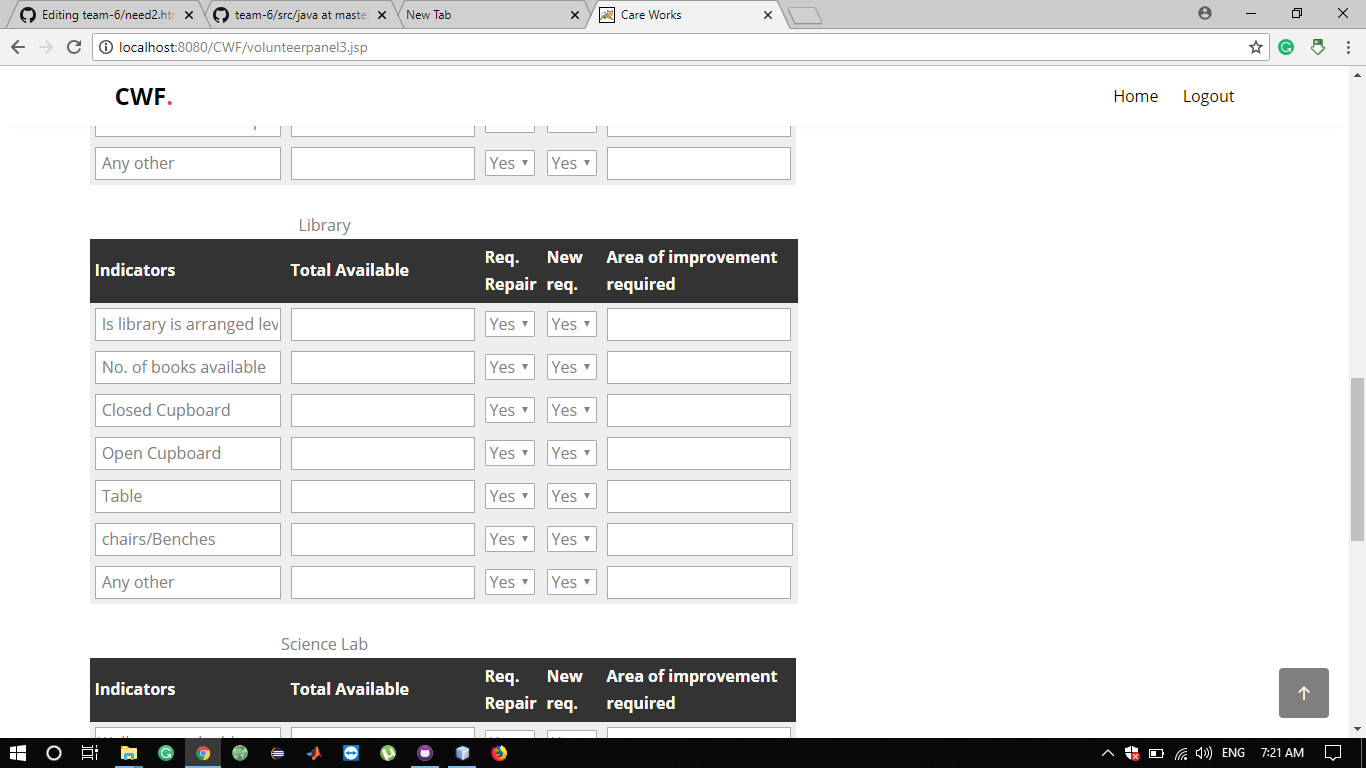 Editing team-6/need2.htm
team-6/src/java at maste
New Tab
Care Works
localhost:8080/CWF/volunteerpanel3.jsp
CWF.
Home
Logout
Any other
Yes
Yes
Library
Indicators
Total Available
Req.
Repair
New
req.
Area of improvement
required
Is library is arranged lev
Yes
Yes
No. of books available
Yes
Yes
Closed Cupboard
Yes
Yes
Open Cupboard
Yes
Yes
Table
Yes
Yes
chairs/Benches
Yes
Yes
Any other
Yes
Yes
Science Lab
Indicators
Total Available
Req.
Repair
New
req.
Area of improvement
required
ENG
7:21 AM